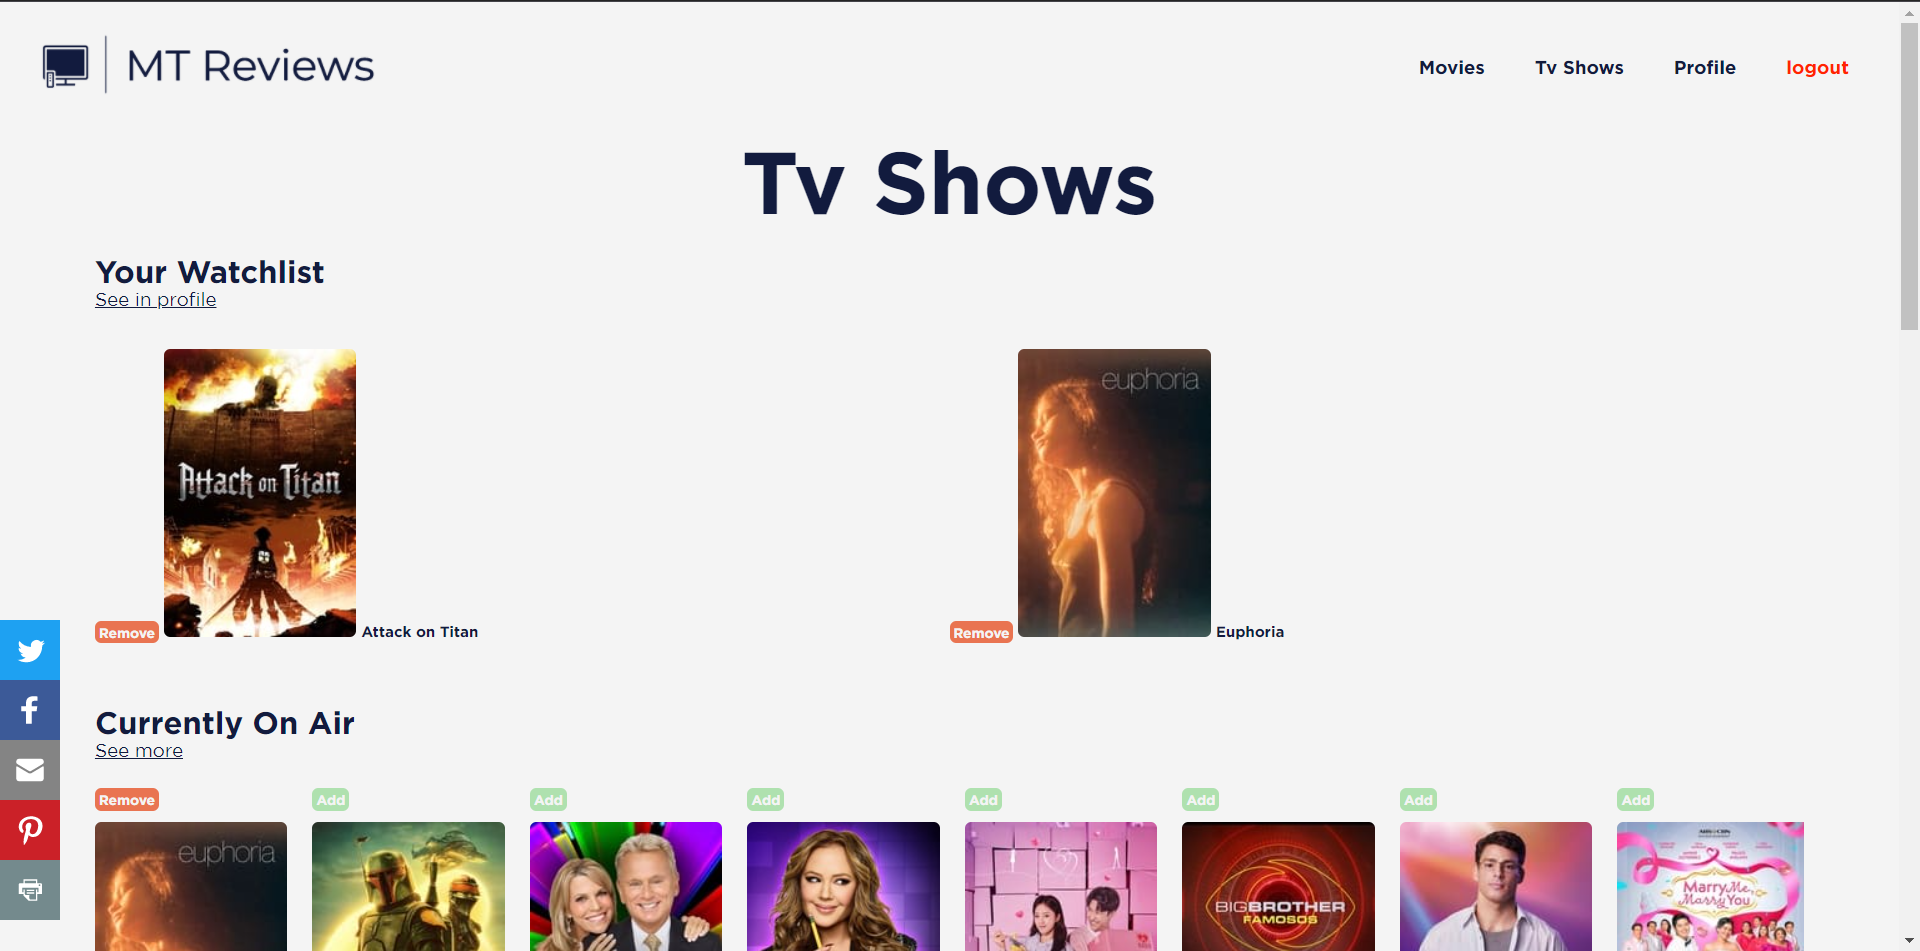 MT Reviews
Movies
Tv Shows
Profile
logout
Tv Shows
Your Watchlist
See in profile
euphoria
Attack on Titan
Remove
Attack on Titan
Remove
Euphoria
Currently On Air
See more
Remove
Add
Add
Add
Add
Add
Add
Add
euphoria
BIGBROTHER
FAMOSOS
ABS-CBN
Marry Me,
Marry You